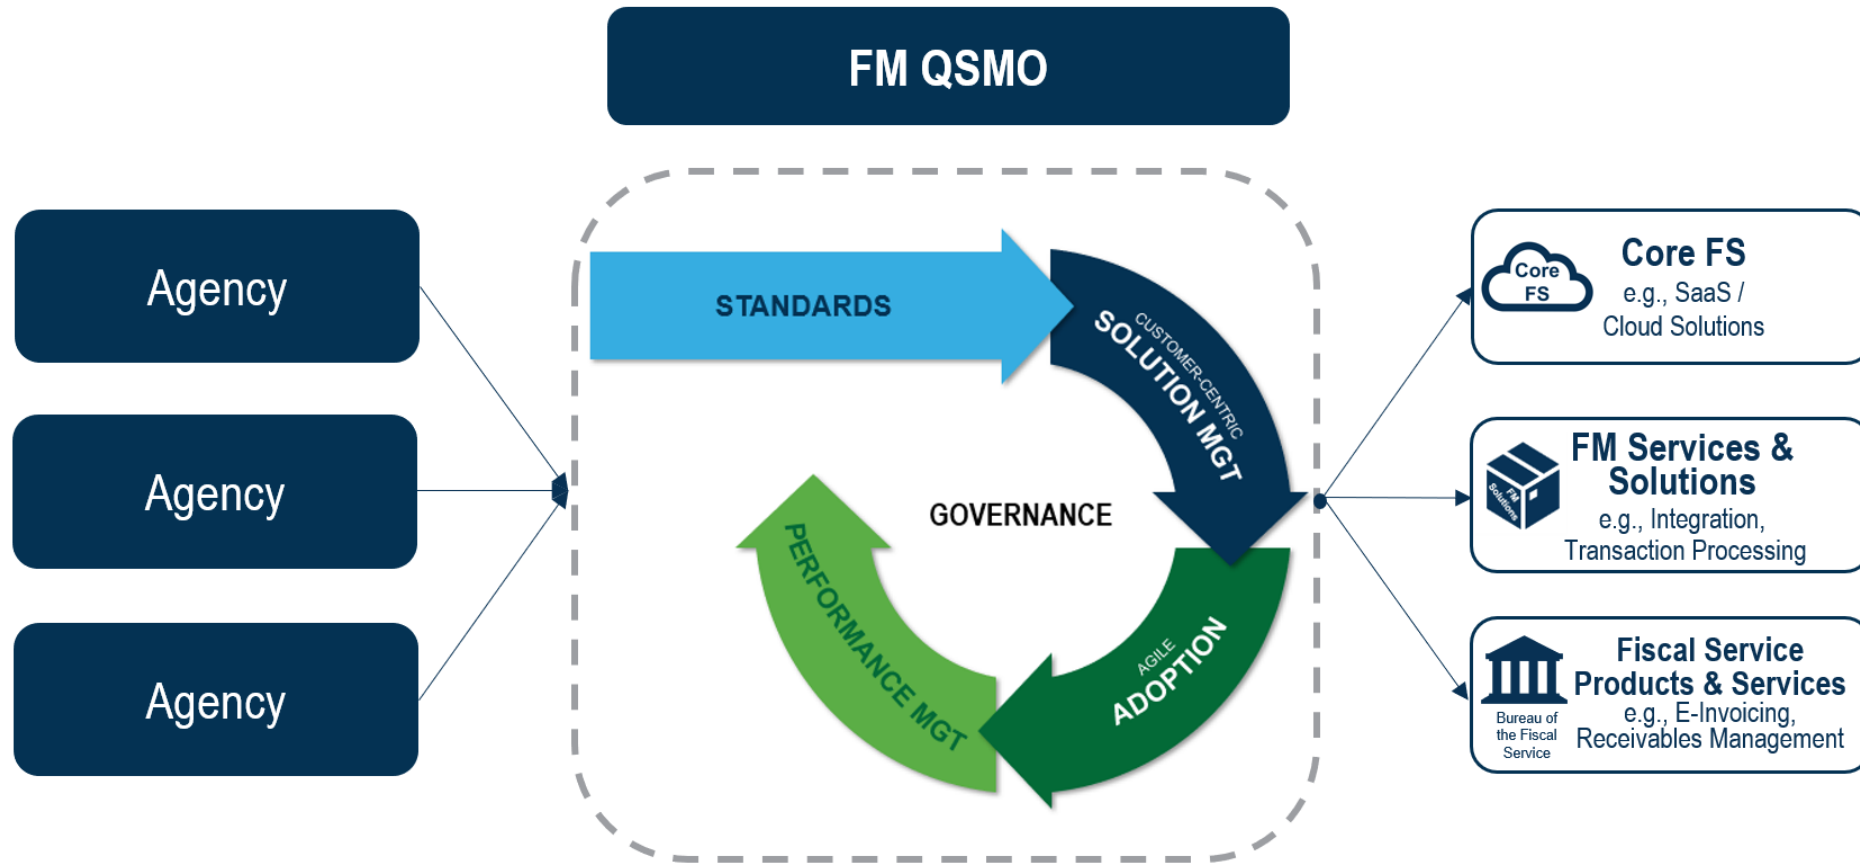 FM QSMO
Agency
Agency
Agency
STANDARDS
CUSTOMER-CENTRIC
SOLUTION MGT
GOVERNANCE
AGILE
ADOPTION
PERFORMANCE MGT
Core
FS
Core FS
e.g., SaaS /
Cloud Solutions
FM
Solutions
FM Services &
Solutions
e.g., Integration,
Transaction Processing
Bureau of
the Fiscal
Service
Fiscal Service
Products & Services
e.g., E-Invoicing,
Receivables Management